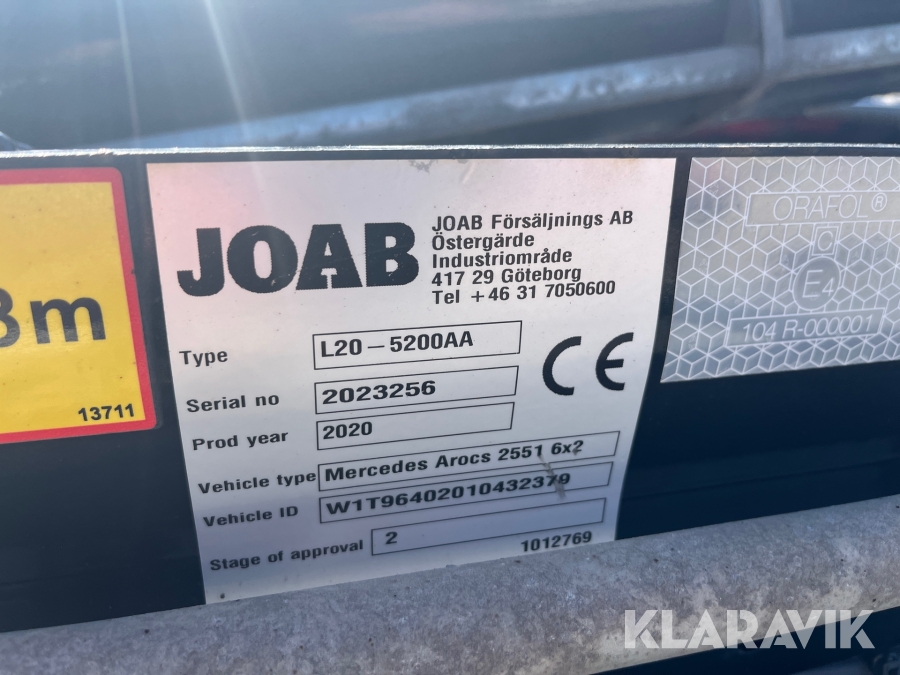 3m
13711
JOAB
JOAB Försäljnings AB
Östergärde
Industriområde
417 29 Göteborg
Tel +46 31 7050600
Type L20-5200AA
CE
Serial no 2023256
Prod year 2020
Vehicle type Mercedes Arocs 2551 6x2
Vehicle ID W1T96402010432379
Stage of approval 2
1012769
ORAFOL®
C
E4
104 R-000001
KLARAVIK